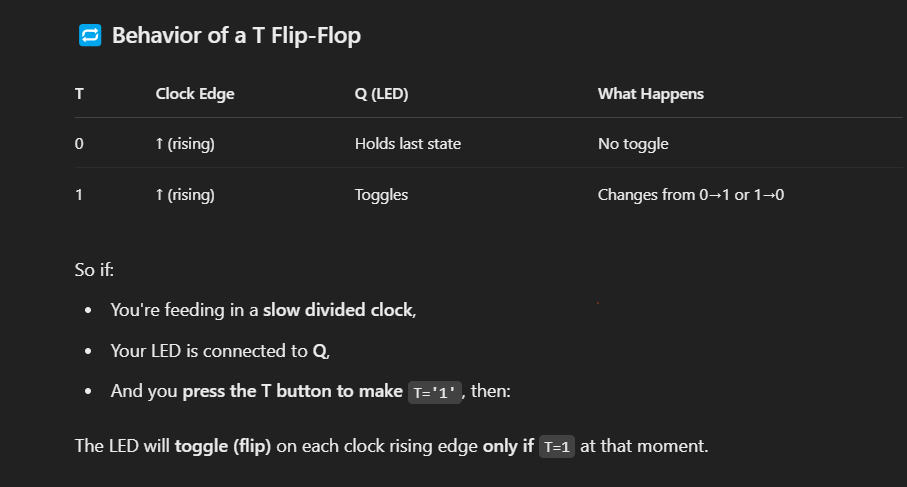 🔁 Behavior of a T Flip-Flop
T Clock Edge Q (LED) What Happens
0 ↑ (rising) Holds last state No toggle
1 ↑ (rising) Toggles Changes from 0→1 or 1→0
So if:
• You're feeding in a slow divided clock,
• Your LED is connected to Q,
• And you press the T button to make T='1', then:
The LED will toggle (flip) on each clock rising edge only if T=1 at that moment.